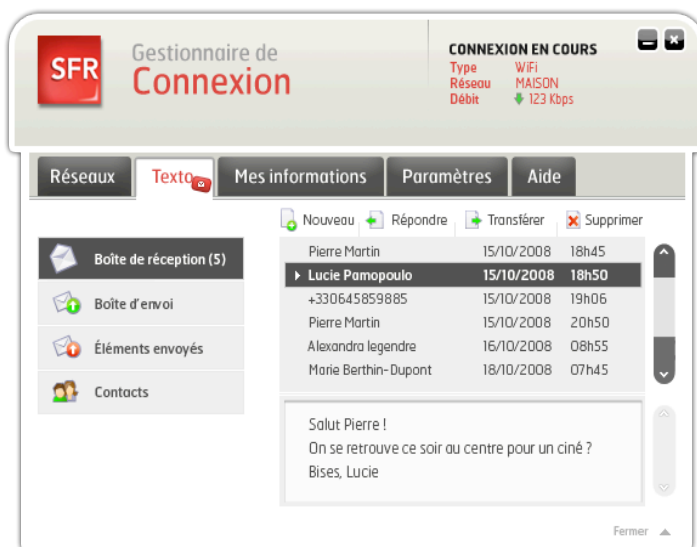 SFR
Gestionnaire de
Connexion
CONNEXION EN COURS
Type WiFi
Réseau MAISON
Débit 123 Kbps
Réseaux Texto Mes informations Paramètres Aide
Nouveau Répondre Transférer Supprimer
Boîte de réception (5)
Boîte d'envoi
Éléments envoyés
Contacts
Pierre Martin 15/10/2008 18h45
Lucie Pamopoulo 15/10/2008 18h50
+330645859885 15/10/2008 19h06
Pierre Martin 15/10/2008 20h50
Alexandra legendre 16/10/2008 08h55
Marie Berthin-Dupont 18/10/2008 07h45
Salut Pierre !
On se retrouve ce soir au centre pour un ciné ?
Bises, Lucie
Fermer